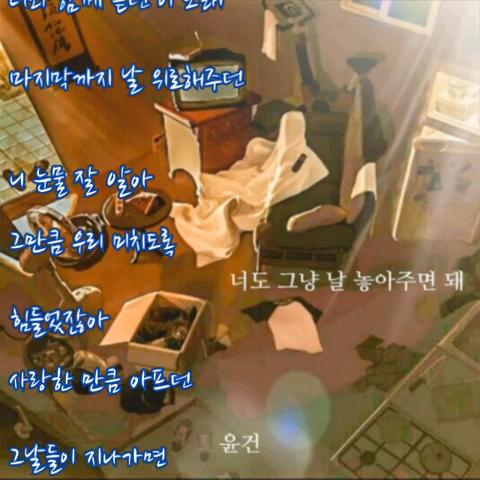 너와 함께 듣던 이 노래
마지막까지 날 위로해주던
니 눈물 잘 알아
그만큼 우리 미치도록
너도 그냥 날 놓아주면 돼
힘들었잖아
사랑한 만큼 아프던
윤건
그날들이 지나가면